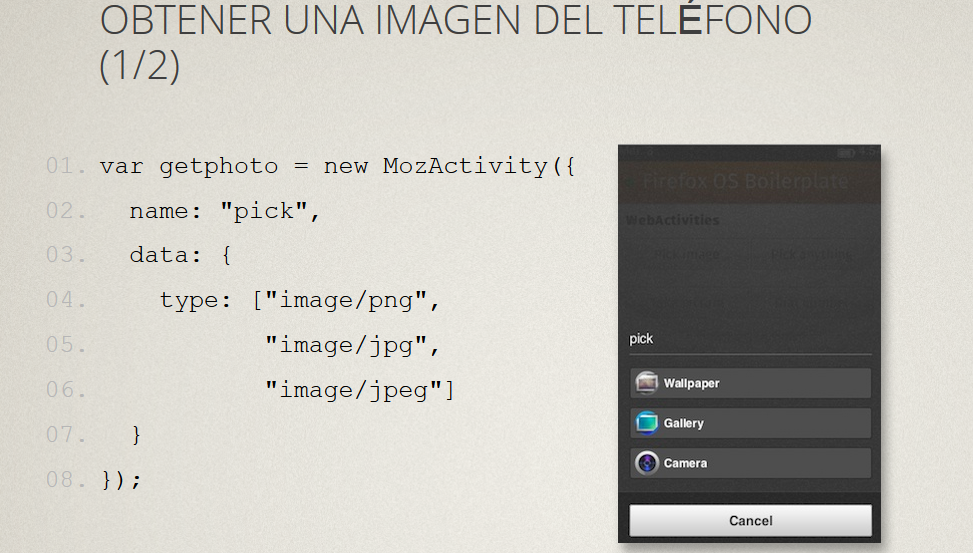 OBTENER UNA IMAGEN DEL TELÉFONO
(1/2)
01. var getphoto = new MozActivity({
02.   name: "pick",
03.   data: {
04.     type: ["image/png",
05.            "image/jpg",
06.            "image/jpeg"]
07.   }
08. });
Firefox OS Boilerplate
WebActivities
Pick image
Pick anything
pick
Wallpaper
Gallery
Camera
Cancel